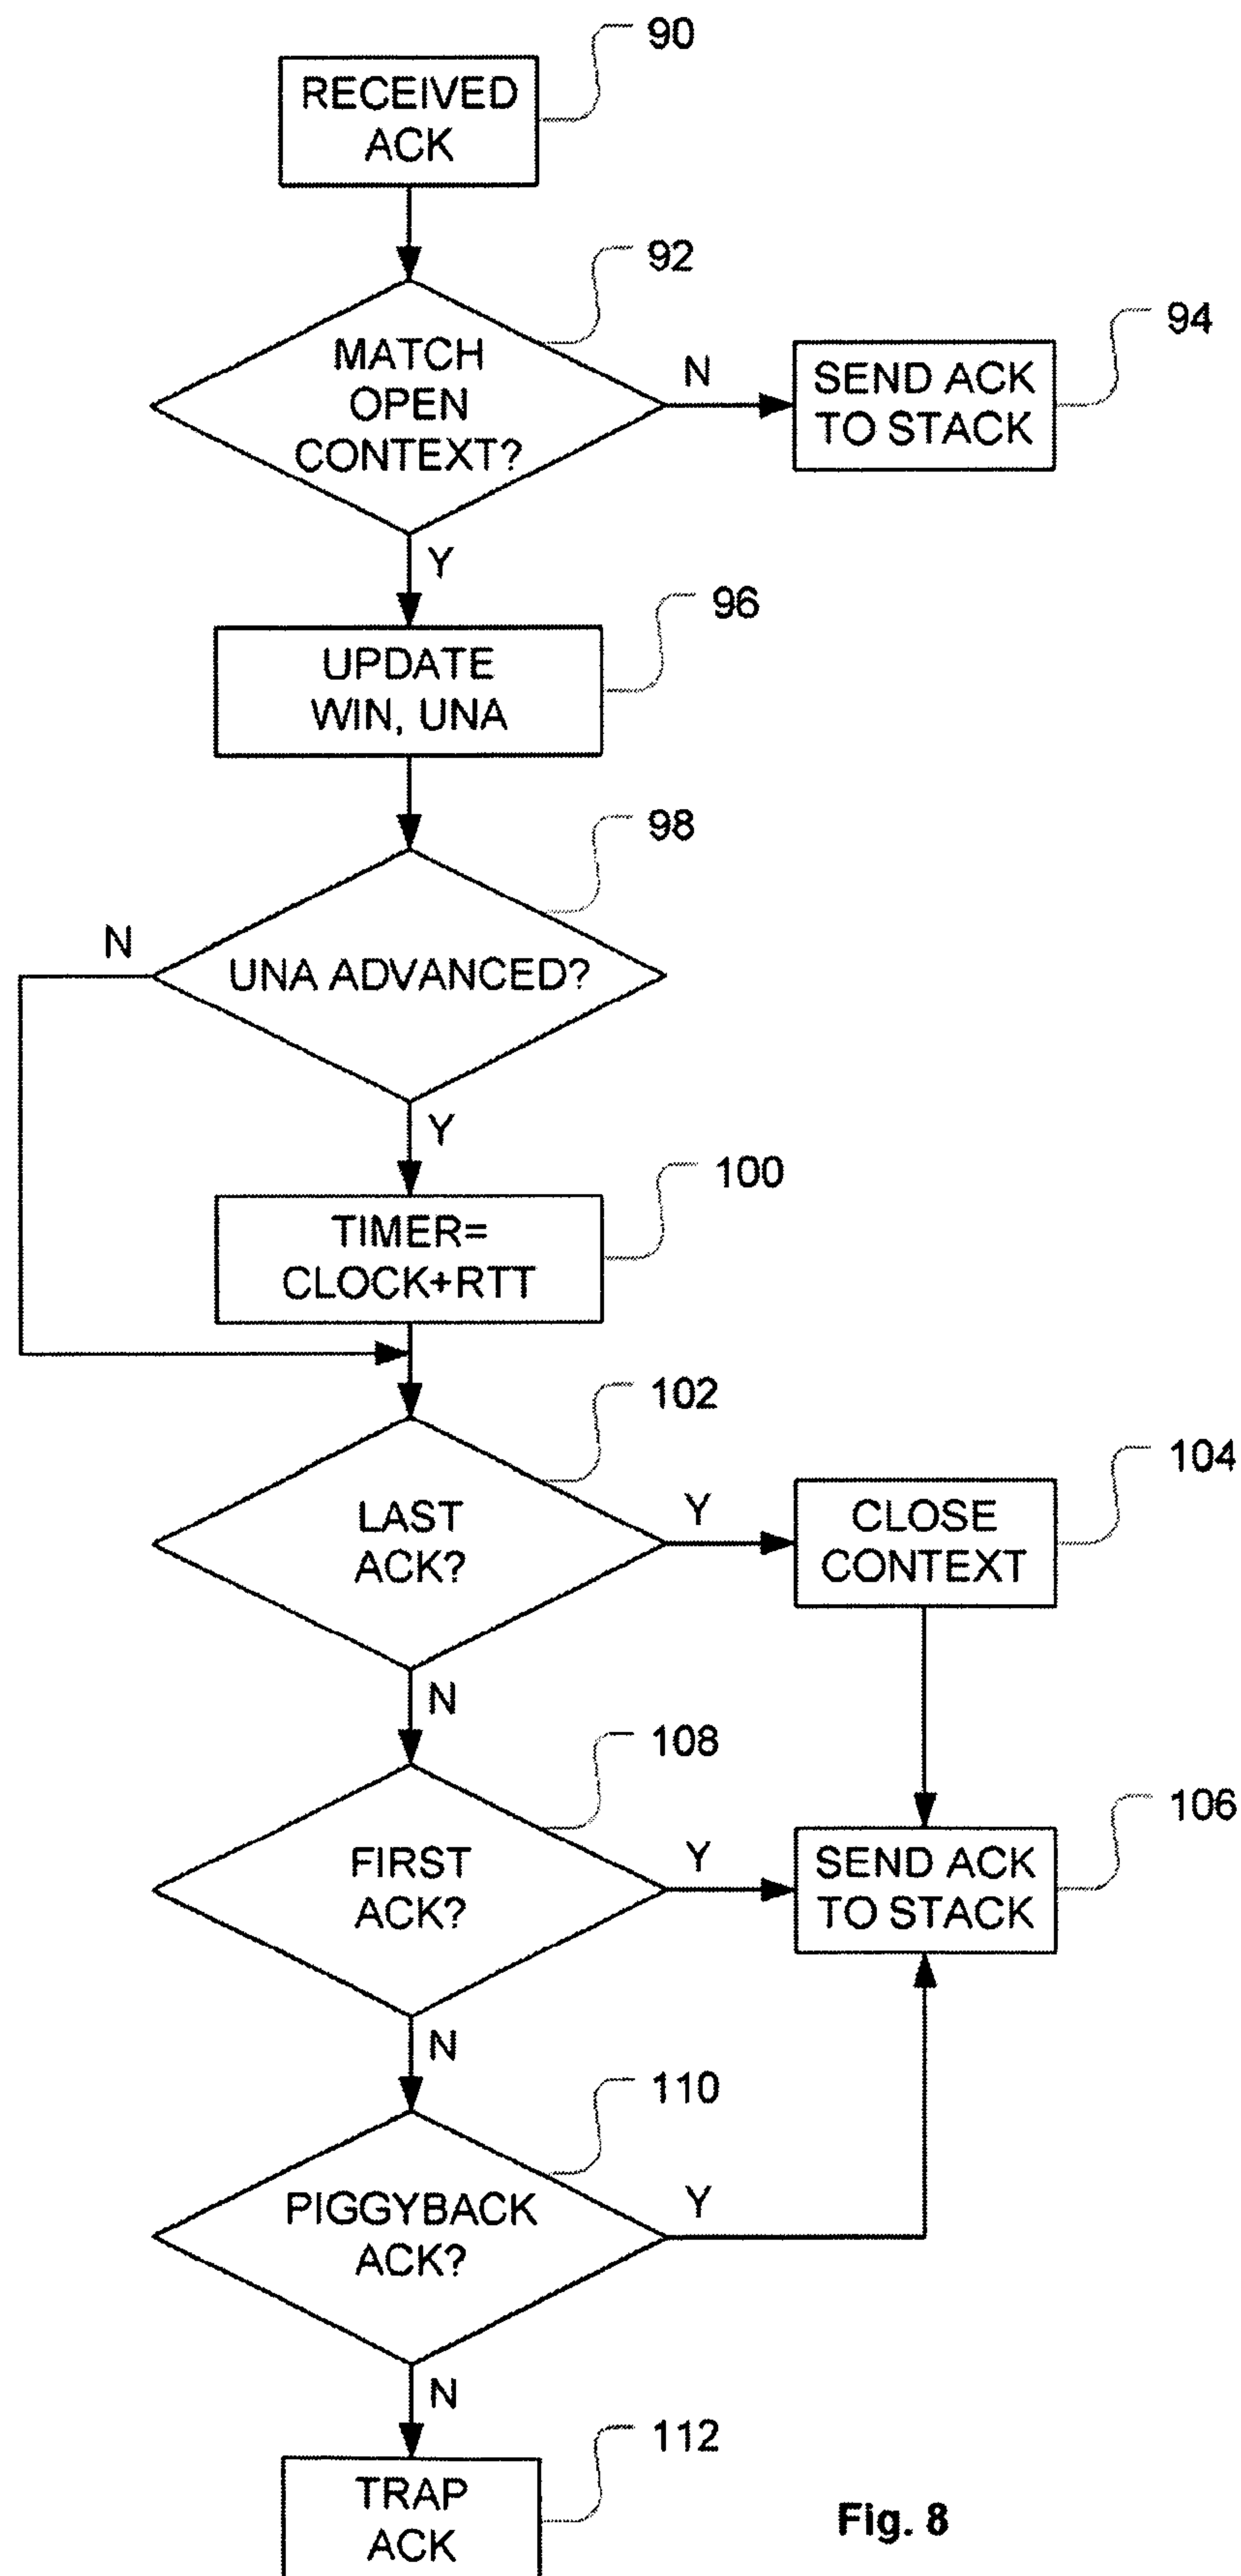 90
RECEIVED
ACK
92
MATCH
OPEN
CONTEXT?
N
94
SEND ACK
TO STACK
Y
96
UPDATE
WIN, UNA
98
N
UNA ADVANCED?
Y
100
TIMER=
CLOCK+RTT
102
LAST
ACK?
Y
104
CLOSE
CONTEXT
N
108
FIRST
ACK?
Y
106
SEND ACK
TO STACK
N
110
PIGGYBACK
ACK?
Y
N
112
TRAP
ACK
Fig. 8